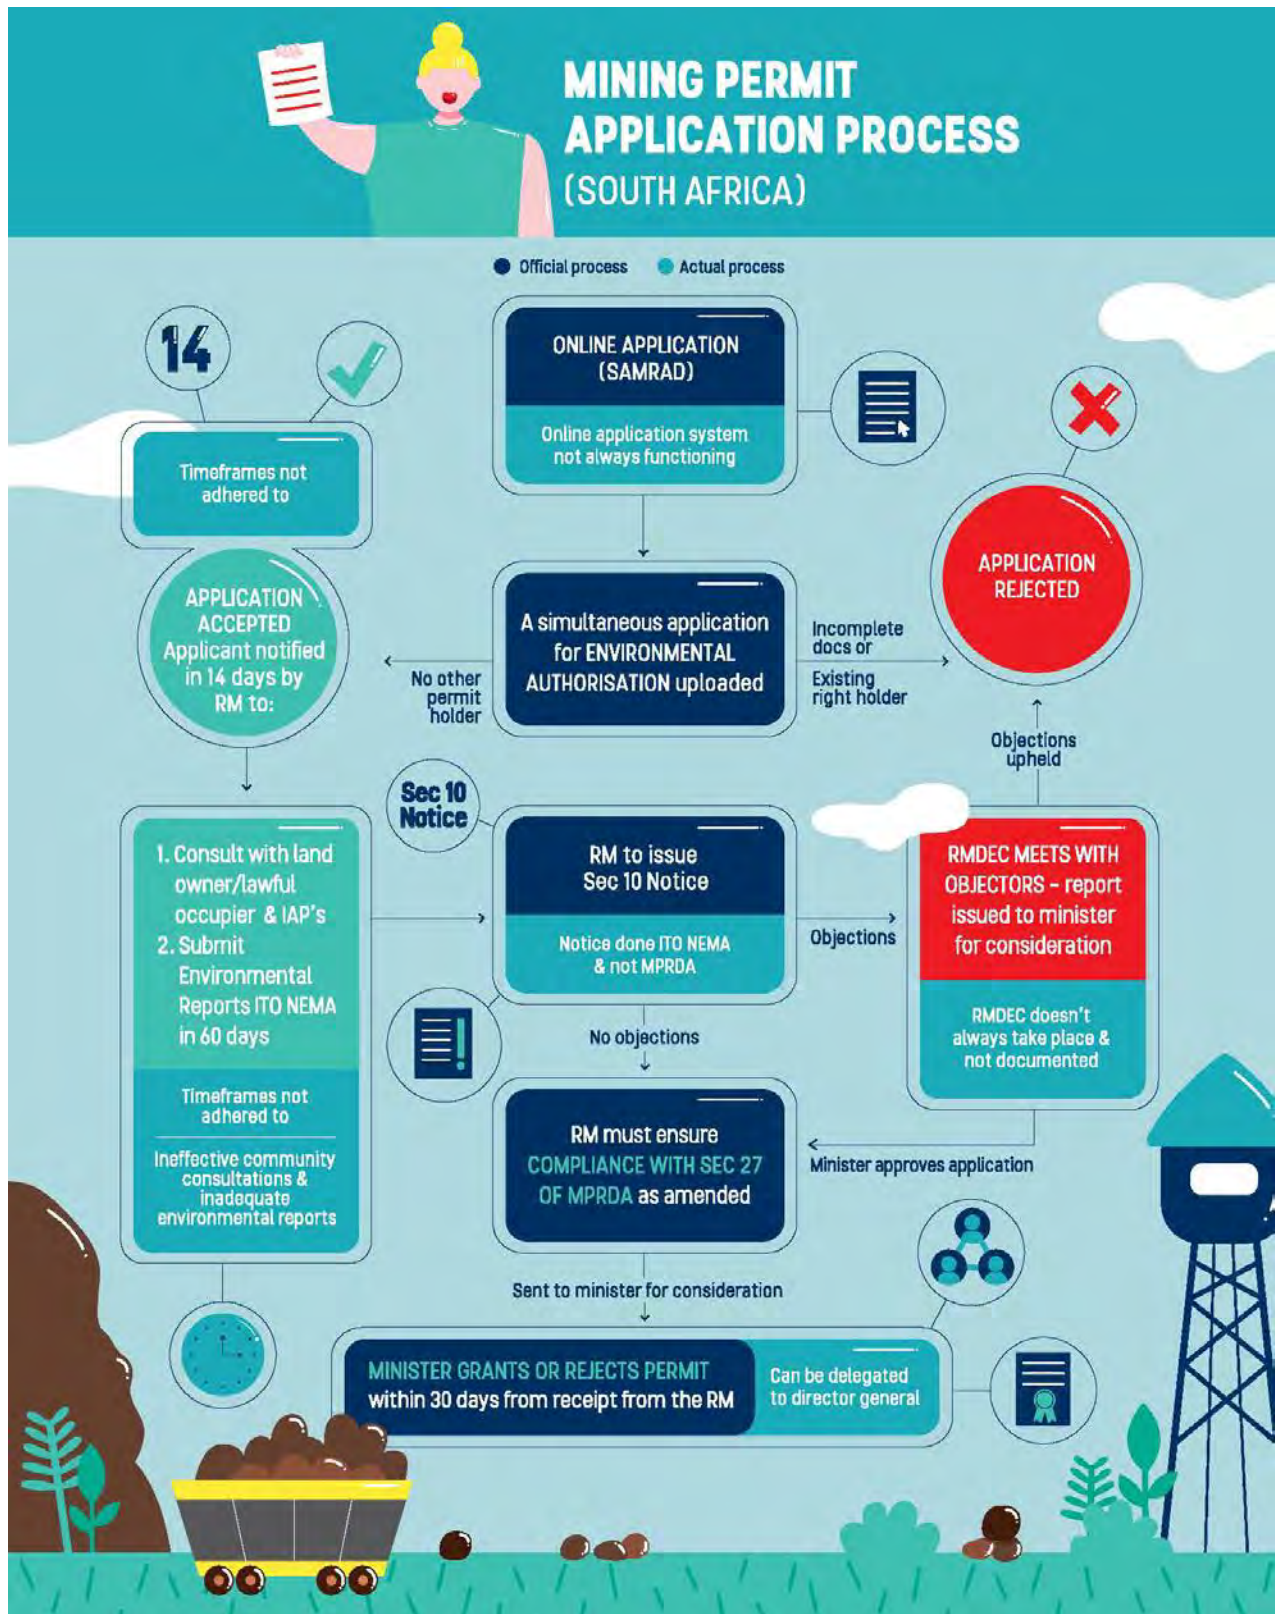 MINING PERMIT
APPLICATION PROCESS
(SOUTH AFRICA)
Official process
Actual process
14
ONLINE APPLICATION
(SAMRAD)
Online application system
not always functioning
Timeframes not
adhered to
APPLICATION
ACCEPTED
Applicant notified
in 14 days by
RM to:
A simultaneous application
for ENVIRONMENTAL
AUTHORISATION uploaded
No other
permit
holder
Incomplete
docs or
Existing
right holder
APPLICATION
REJECTED
Objections
upheld
1. Consult with land
owner/lawful
occupier & IAP's
2. Submit
Environmental
Reports ITO NEMA
in 60 days
Timeframes not
adhered to
Ineffective community
consultations &
inadequate
environmental reports
Sec 10
Notice
RM to issue
Sec 10 Notice
Notice done ITO NEMA
& not MPRDA
Objections
RMDEC MEETS WITH
OBJECTORS - report
issued to minister
for consideration
RMDEC doesn't
always take place &
not documented
No objections
RM must ensure
COMPLIANCE WITH SEC 27
OF MPRDA as amended
Minister approves application
Sent to minister for consideration
MINISTER GRANTS OR REJECTS PERMIT
within 30 days from receipt from the RM
Can be delegated
to director general